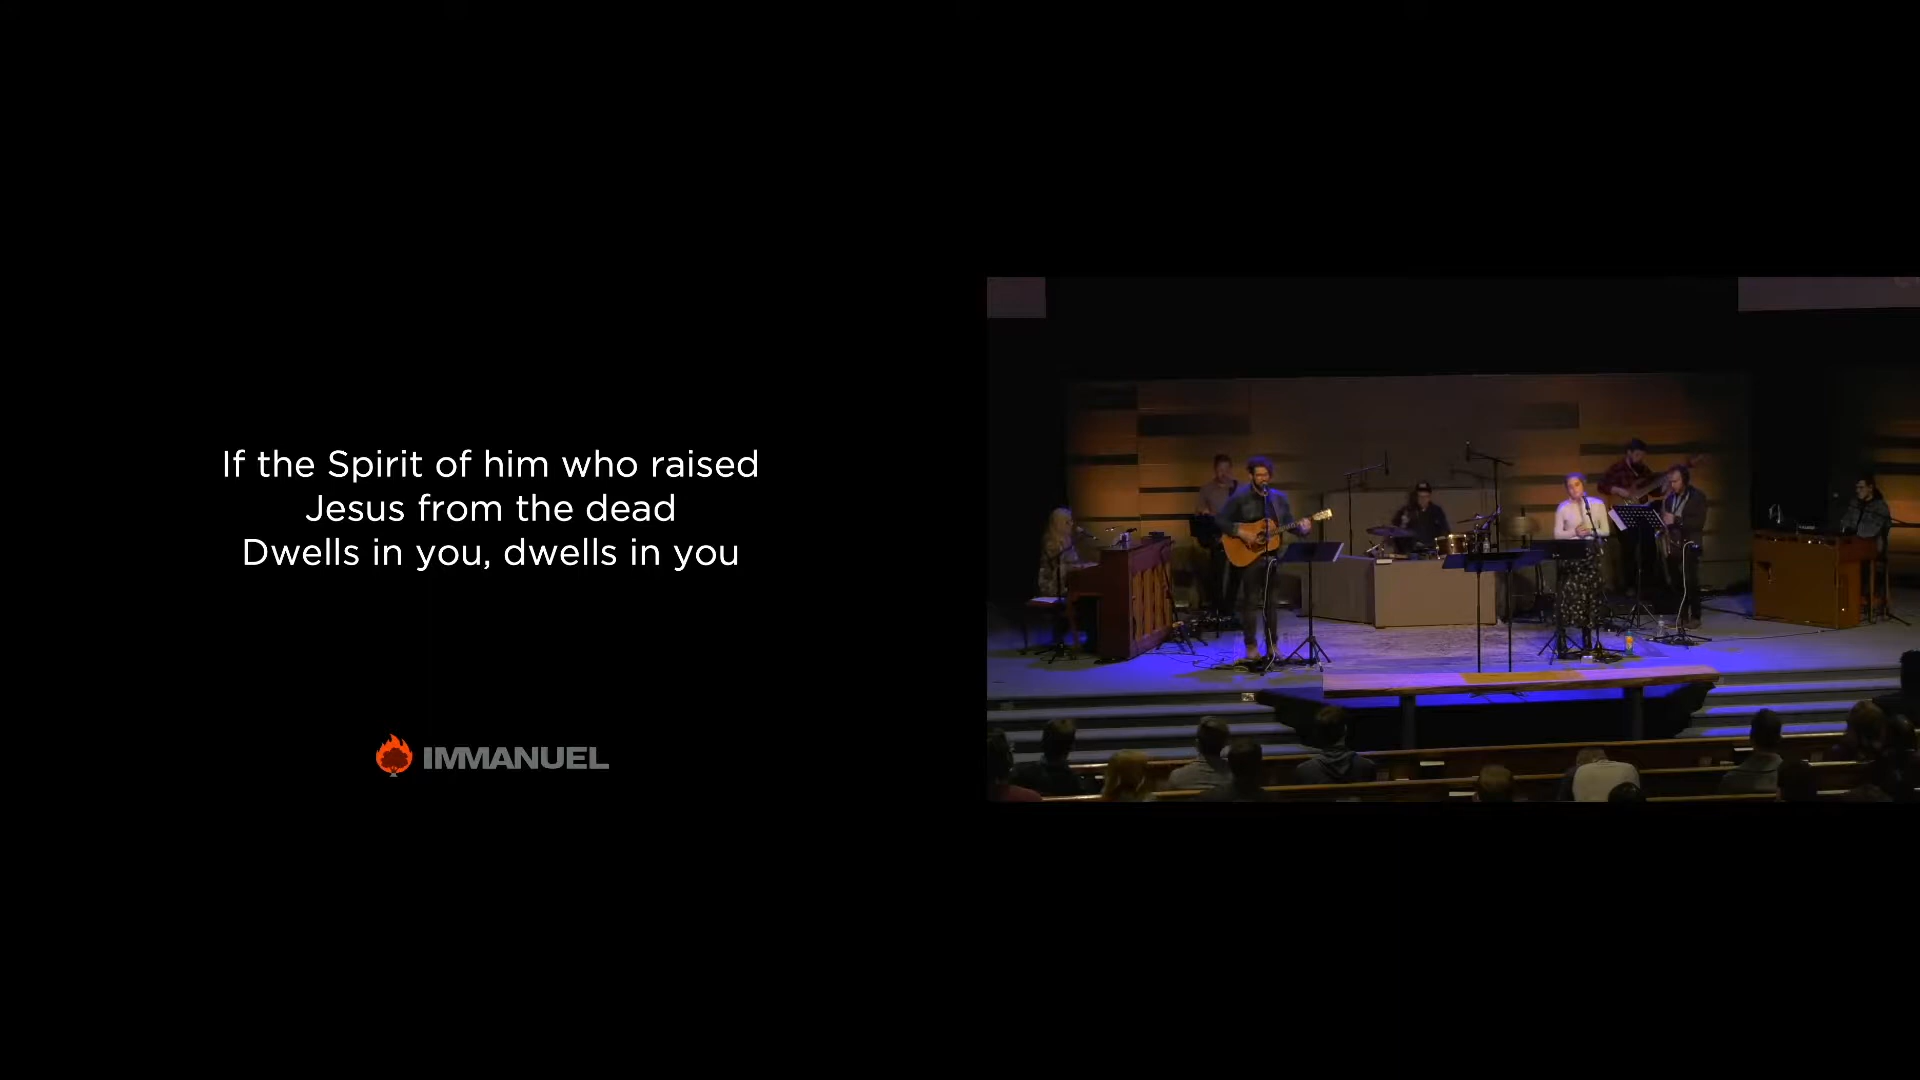 If the Spirit of him who raised
Jesus from the dead
Dwells in you, dwells in you
IMMANUEL